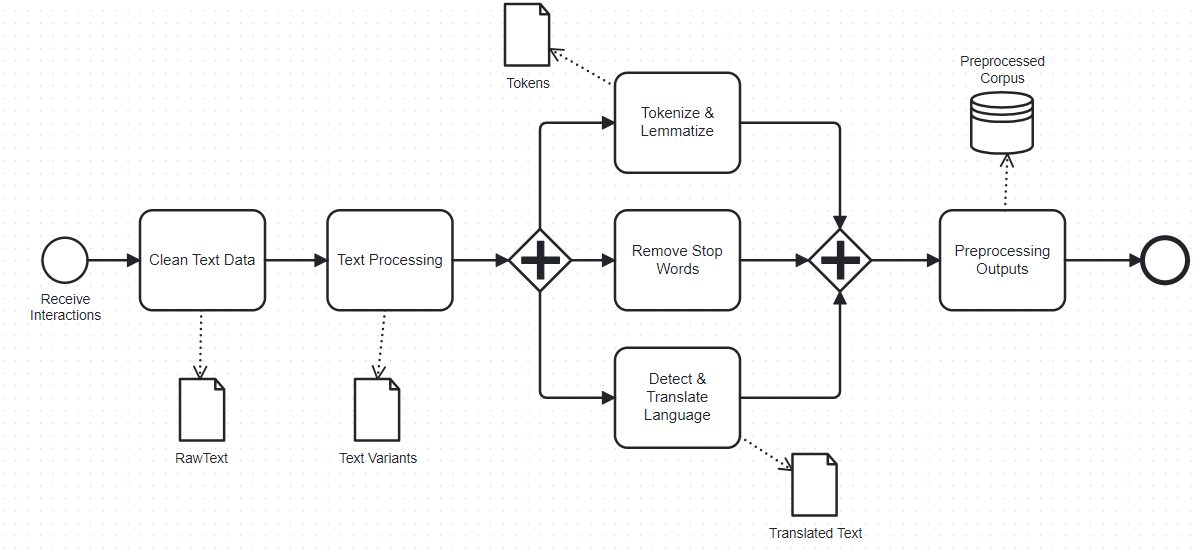 Tokens
Tokenize &
Lemmatize
Preprocessed
Corpus
Receive
Interactions
Clean Text Data
Text Processing
Remove Stop
Words
Preprocessing
Outputs
RawText
Text Variants
Detect &
Translate
Language
Translated Text